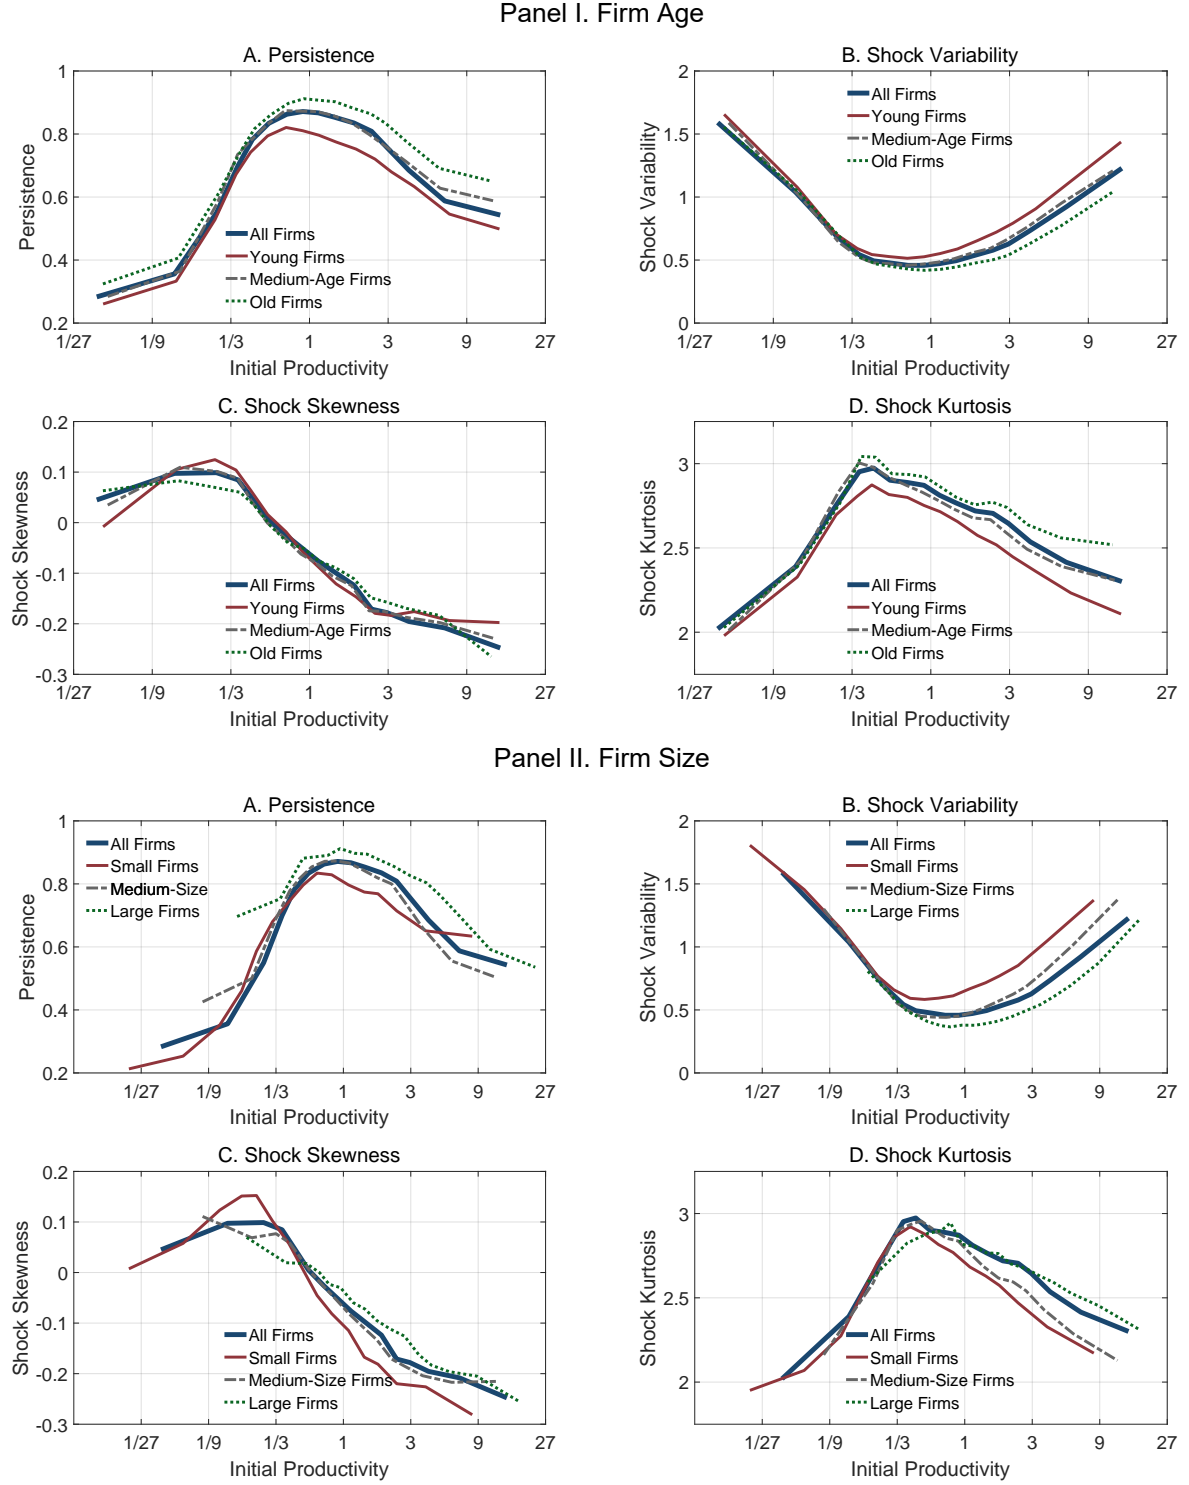 Panel I. Firm Age
A. Persistence
1
0.8
0.6
0.4
0.2
Persistence
All Firms
Young Firms
Medium-Age Firms
Old Firms
1/27 1/9 1/3 1 3 9 27
Initial Productivity
B. Shock Variability
2
1.5
1
0.5
0
Shock Variability
All Firms
Young Firms
Medium-Age Firms
Old Firms
1/27 1/9 1/3 1 3 9 27
Initial Productivity
C. Shock Skewness
0.2
0.1
0
-0.1
-0.2
-0.3
Shock Skewness
All Firms
Young Firms
Medium-Age Firms
Old Firms
1/27 1/9 1/3 1 3 9 27
Initial Productivity
D. Shock Kurtosis
3
2.5
2
Shock Kurtosis
All Firms
Young Firms
Medium-Age Firms
Old Firms
1/27 1/9 1/3 1 3 9 27
Initial Productivity
Panel II. Firm Size
A. Persistence
1
0.8
0.6
0.4
0.2
Persistence
All Firms
Small Firms
Medium-Size
Large Firms
1/27 1/9 1/3 1 3 9 27
Initial Productivity
B. Shock Variability
2
1.5
1
0.5
0
Shock Variability
All Firms
Small Firms
Medium-Size Firms
Large Firms
1/27 1/9 1/3 1 3 9 27
Initial Productivity
C. Shock Skewness
0.2
0.1
0
-0.1
-0.2
-0.3
Shock Skewness
All Firms
Small Firms
Medium-Size Firms
Large Firms
1/27 1/9 1/3 1 3 9 27
Initial Productivity
D. Shock Kurtosis
3
2.5
2
Shock Kurtosis
All Firms
Small Firms
Medium-Size Firms
Large Firms
1/27 1/9 1/3 1 3 9 27
Initial Productivity